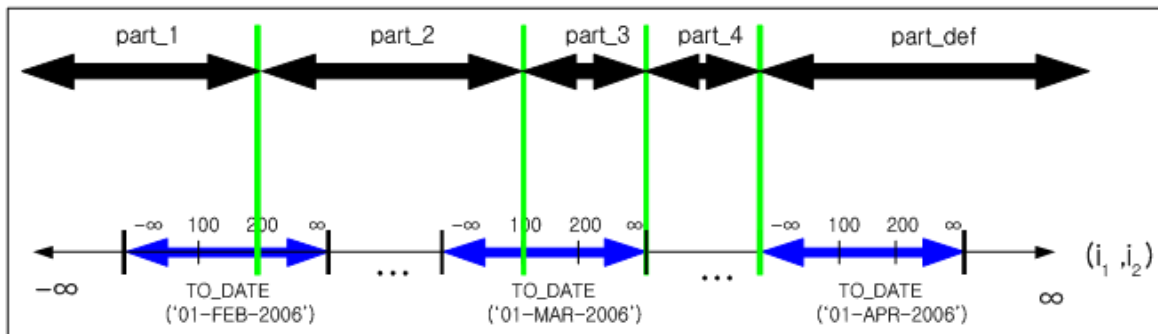 part_1 part_2 part_3 part_4 part_def
-∞ 100 200 ∞ -∞ 100 200 ∞ -∞ 100 200 ∞
... ...
(i₁ ,i₂)
-∞ ∞
TO_DATE TO_DATE TO_DATE
('01-FEB-2006') ('01-MAR-2006') ('01-APR-2006')